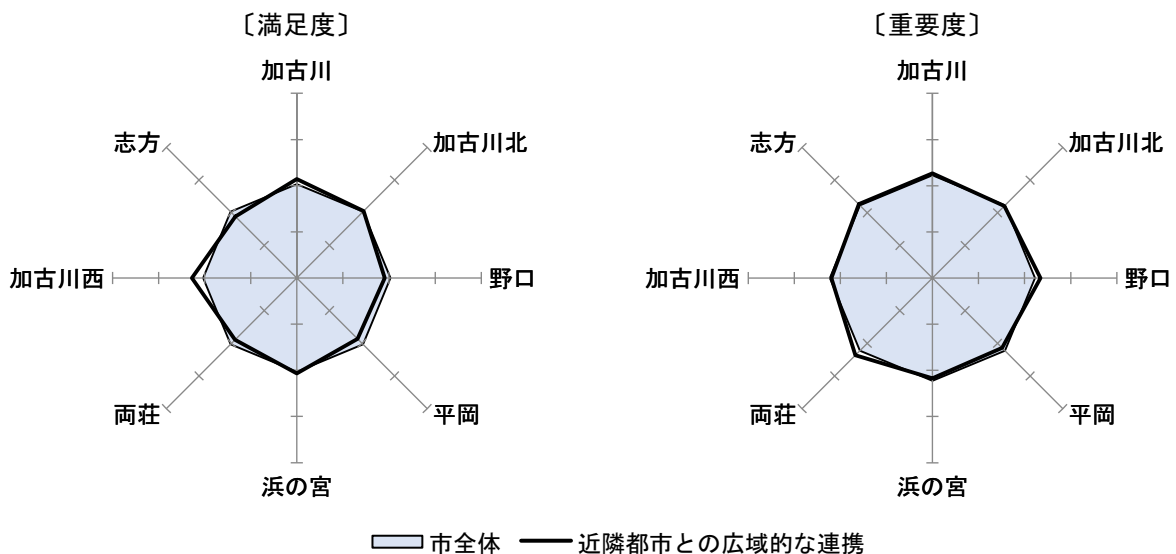 〔満足度〕
加古川
加古川北
野口
平岡
浜の宮
両荘
加古川西
志方
〔重要度〕
加古川
加古川北
野口
平岡
浜の宮
両荘
加古川西
志方
市全体 近隣都市との広域的な連携